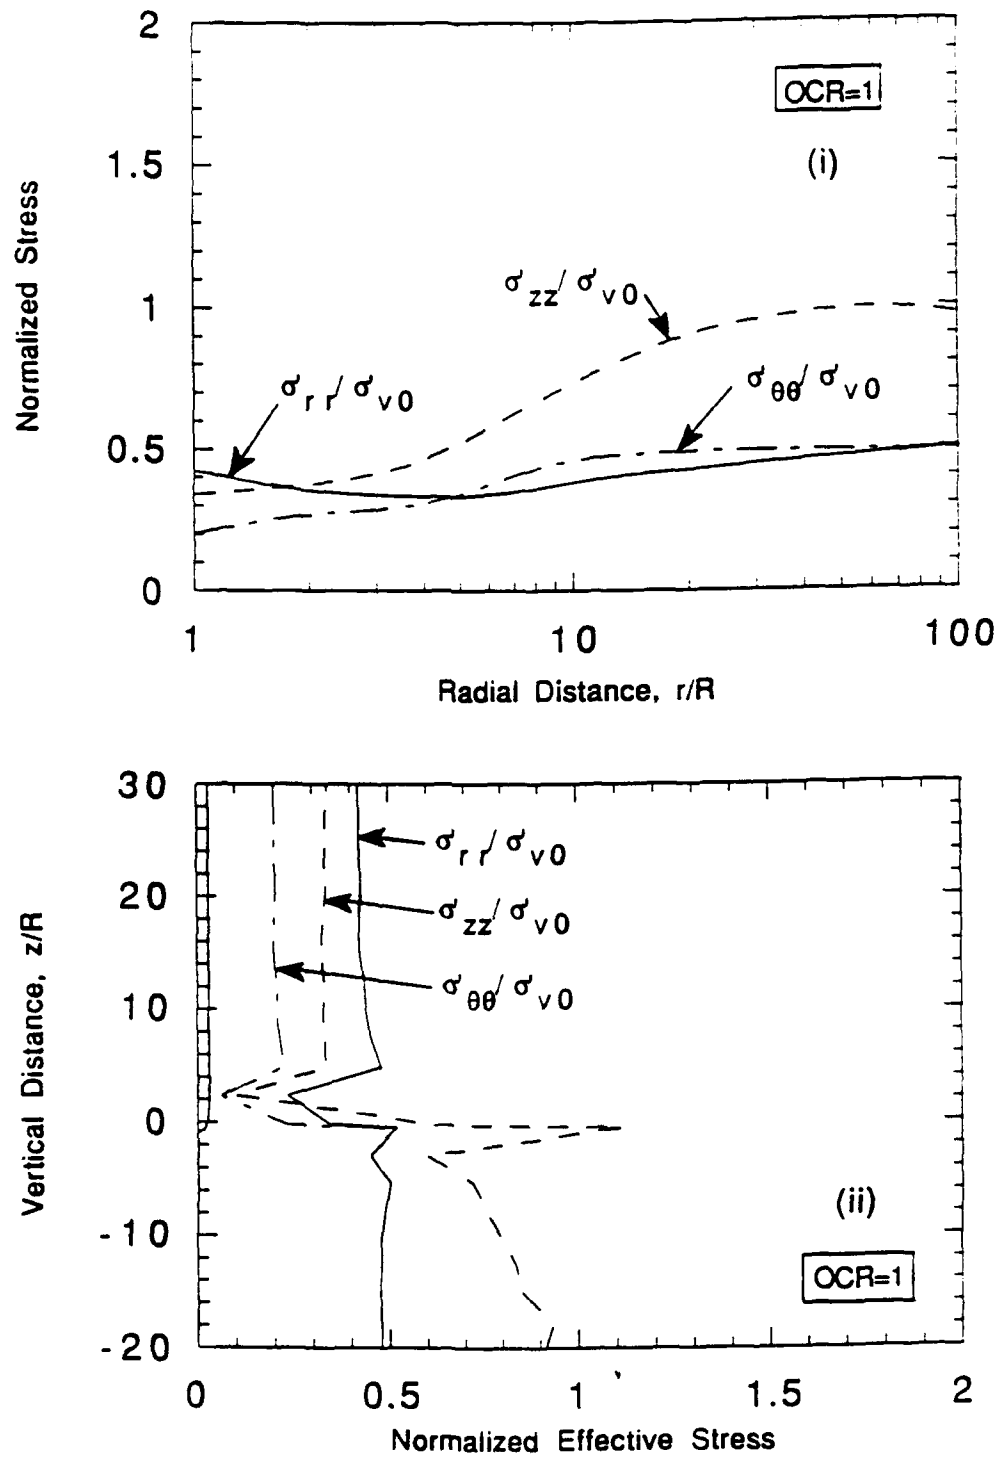 2
OCR=1
(i)
1.5
σ'zz/σ'v0
1
σ'rr/σ'v0
σ'θθ/σ'v0
0.5
0
Normalized Stress
1
10
100
Radial Distance, r/R
30
σ'rr/σ'v0
20
σ'zz/σ'v0
σ'θθ/σ'v0
10
0
(ii)
-10
OCR=1
-20
Vertical Distance, z/R
0
0.5
1
1.5
2
Normalized Effective Stress